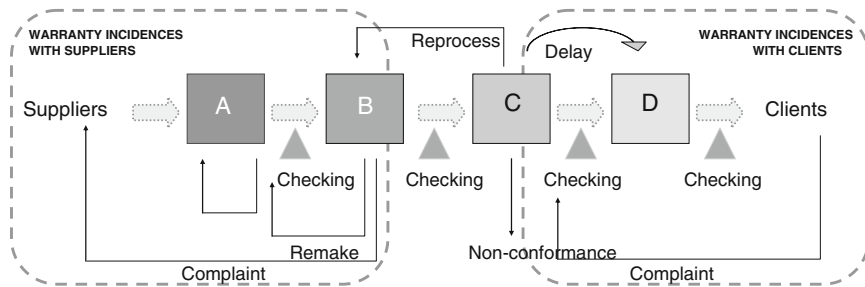 WARRANTY INCIDENCES
WITH SUPPLIERS
Reprocess
Delay
WARRANTY INCIDENCES
WITH CLIENTS
Suppliers
A
B
C
D
Clients
Checking
Checking
Checking
Checking
Remake
Non-conformance
Complaint
Complaint